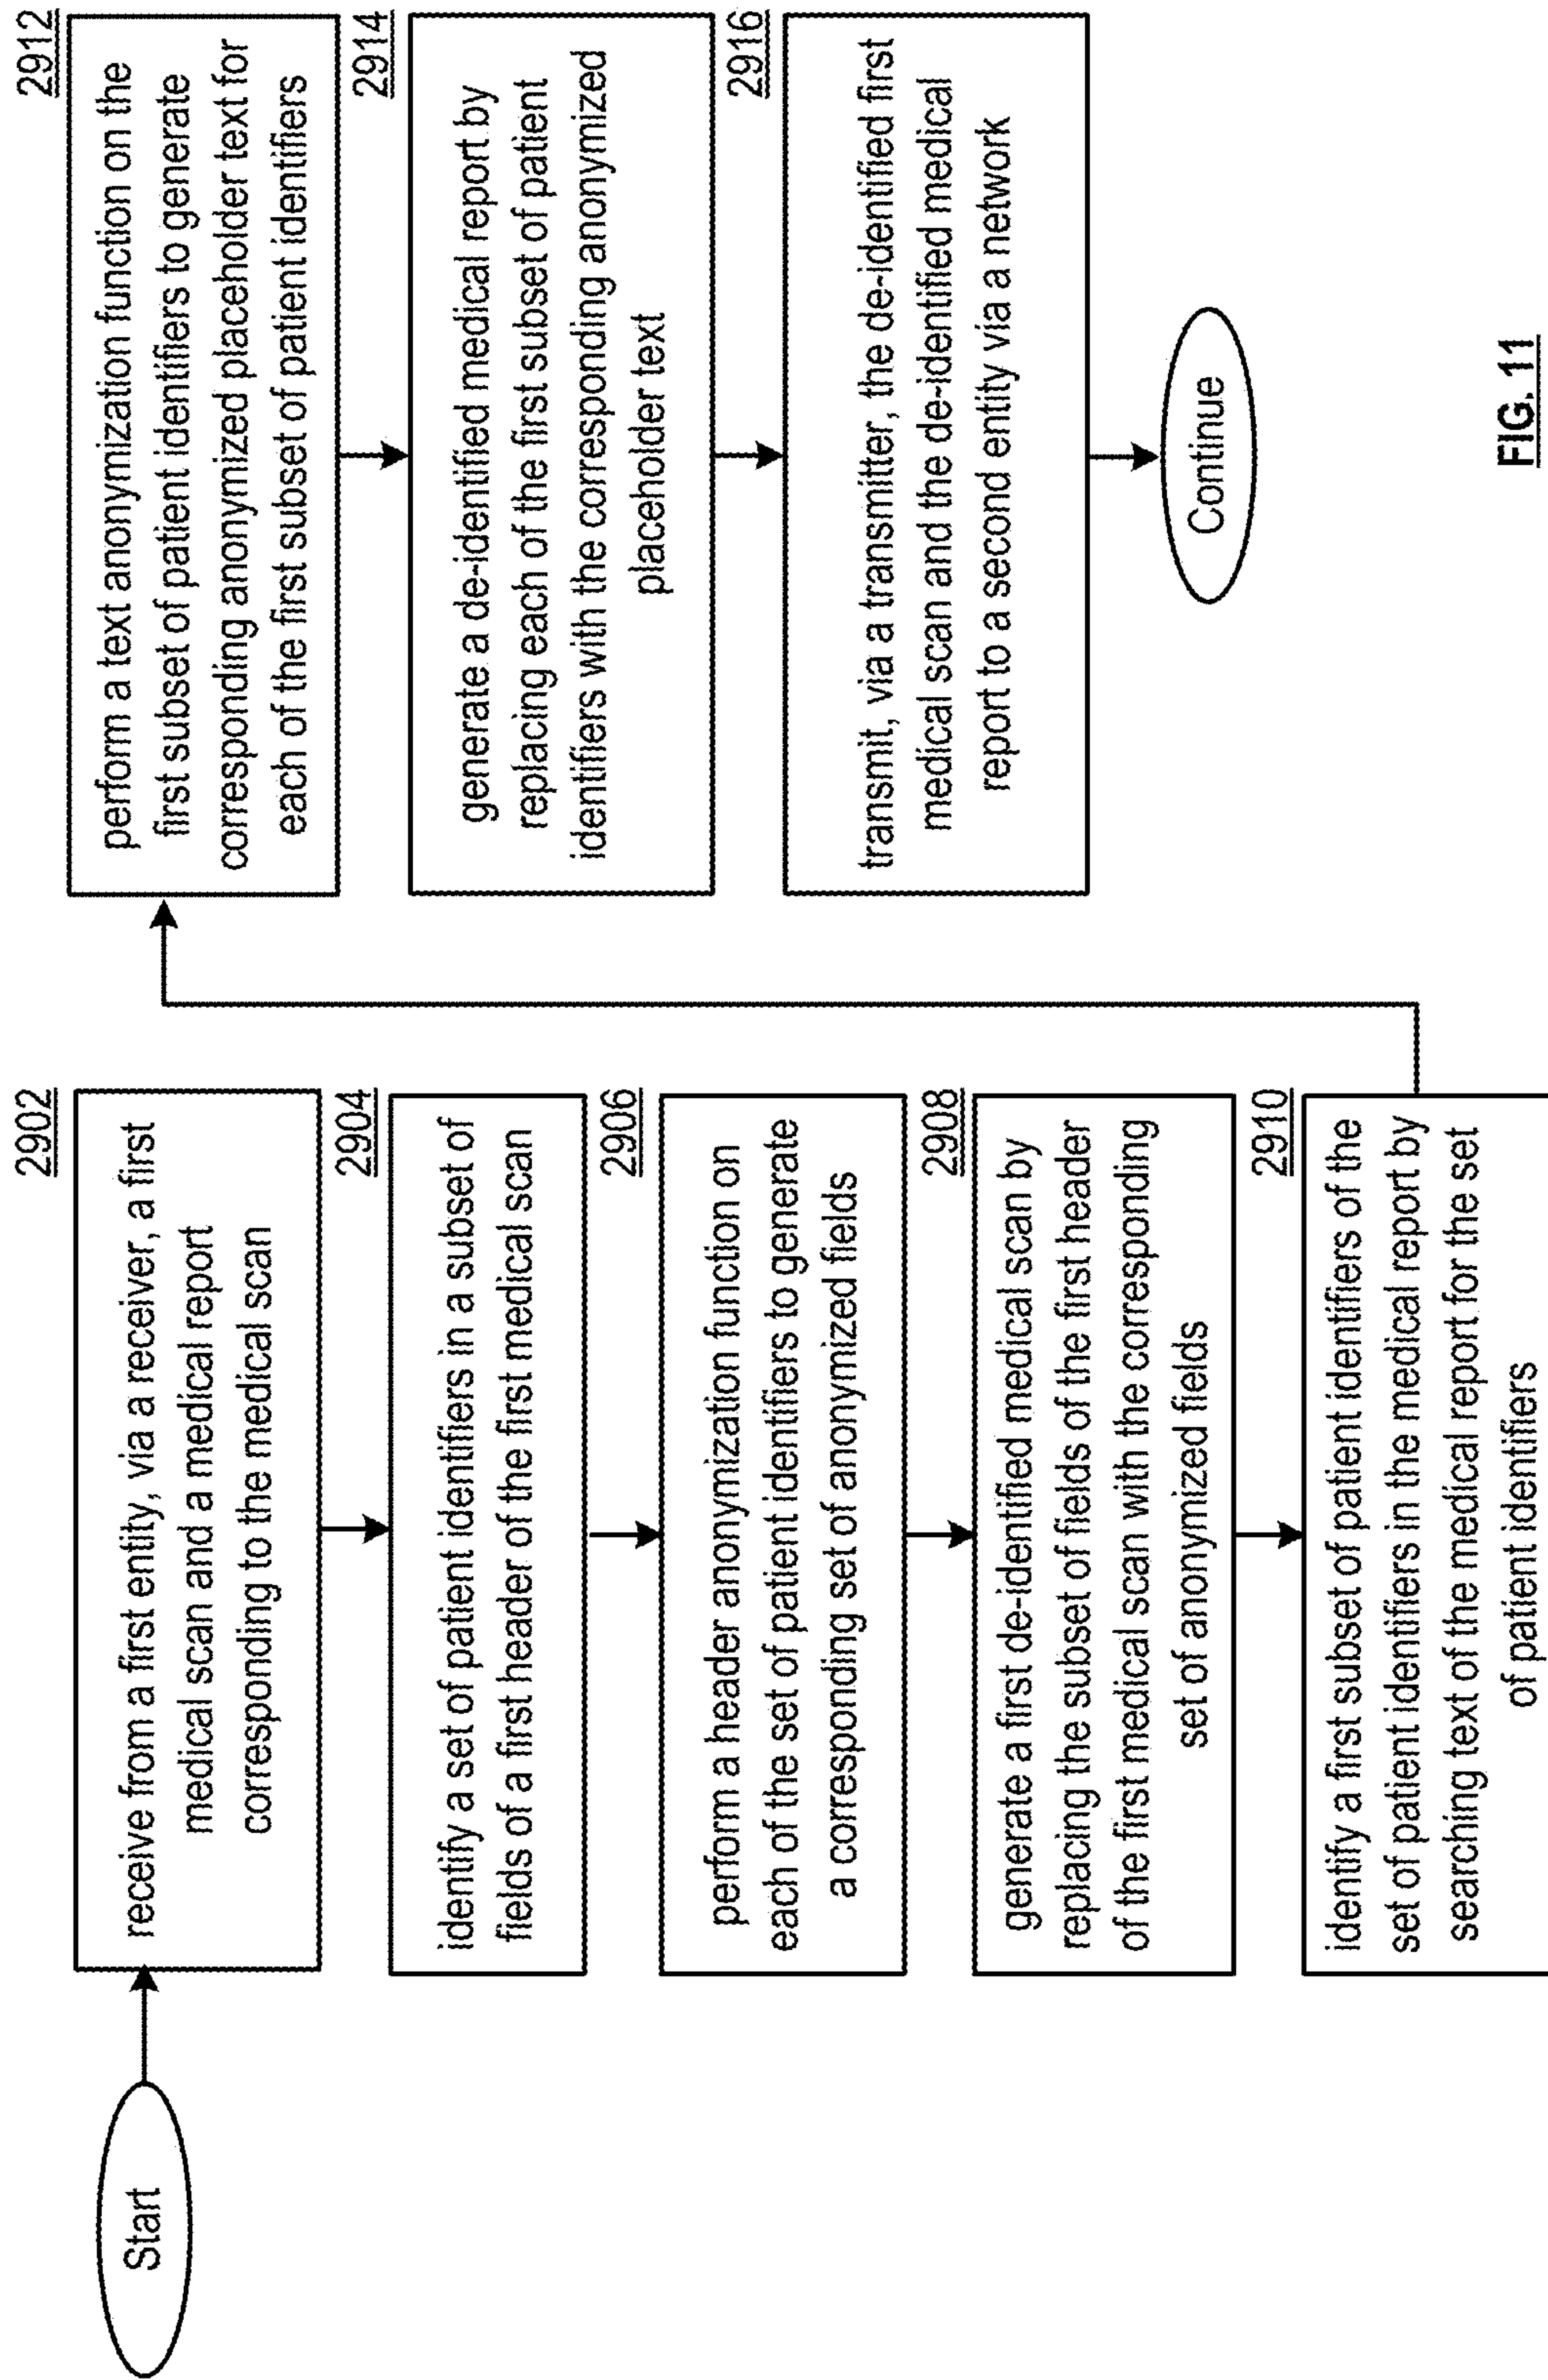 Start
2902
receive from a first entity, via a receiver, a first
medical scan and a medical report
corresponding to the medical scan
2904
identify a set of patient identifiers in a subset of
fields of a first header of the first medical scan
2906
perform a header anonymization function on
each of the set of patient identifiers to generate
a corresponding set of anonymized fields
2908
generate a first de-identified medical scan by
replacing the subset of fields of the first header
of the first medical scan with the corresponding
set of anonymized fields
2910
identify a first subset of patient identifiers of the
set of patient identifiers in the medical report by
searching text of the medical report for the set
of patient identifiers
2912
perform a text anonymization function on the
first subset of patient identifiers to generate
corresponding anonymized placeholder text for
each of the first subset of patient identifiers
2914
generate a de-identified medical report by
replacing each of the first subset of patient
identifiers with the corresponding anonymized
placeholder text
2916
transmit, via a transmitter, the de-identified first
medical scan and the de-identified medical
report to a second entity via a network
Continue
FIG. 11